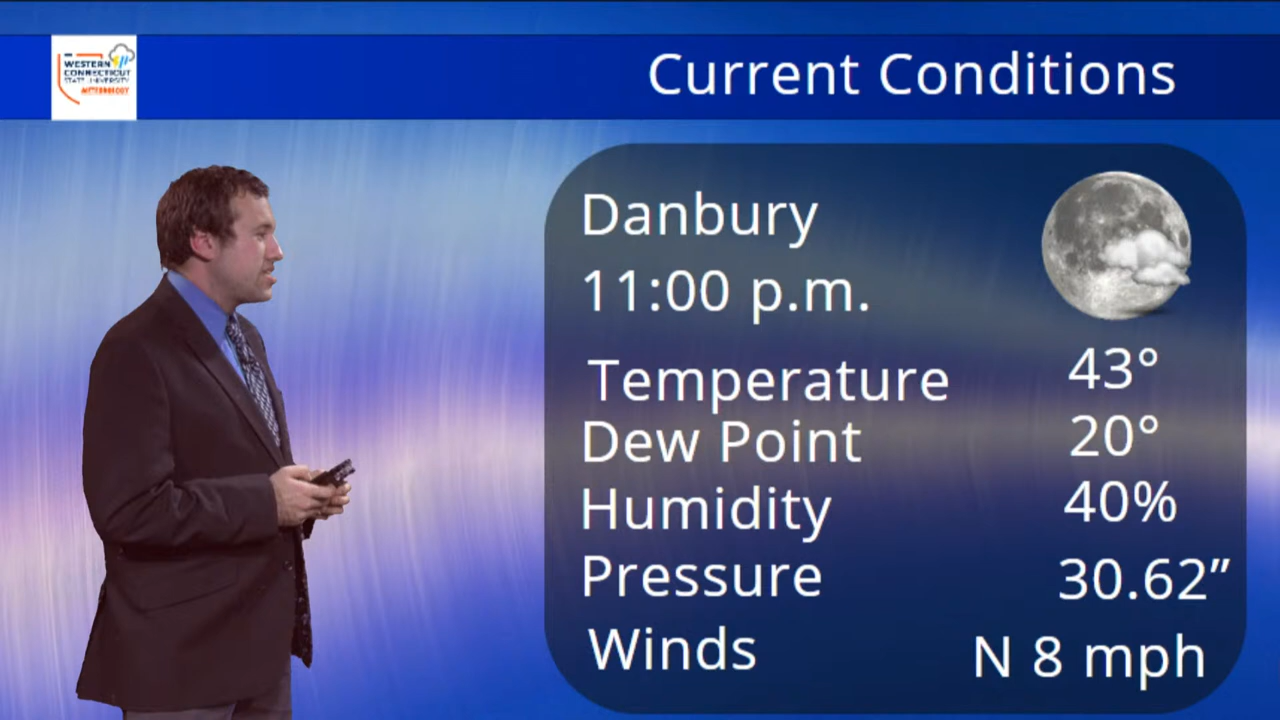 WESTERN
CONNECTICUT
STATE UNIVERSITY
METEOROLOGY
Current Conditions
Danbury
11:00 p.m.
Temperature 43°
Dew Point 20°
Humidity 40%
Pressure 30.62”
Winds N 8 mph